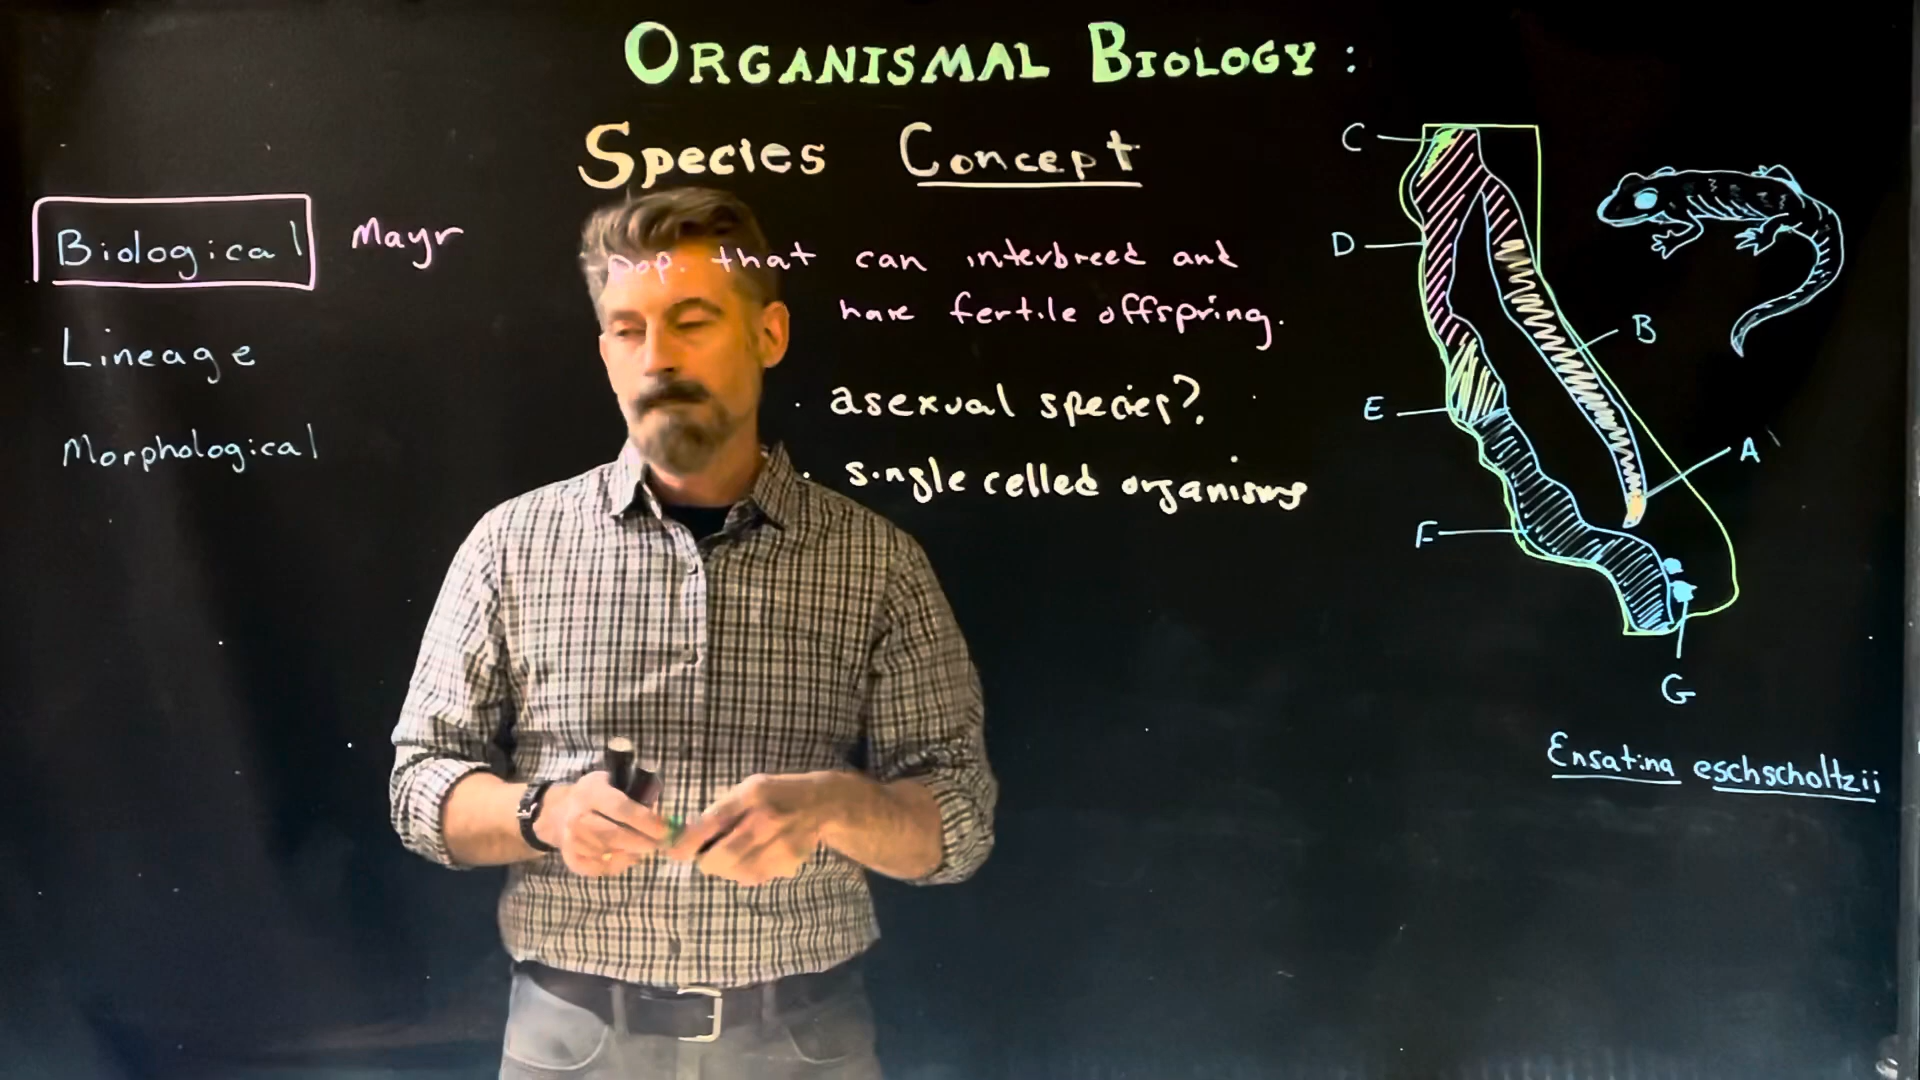 ORGANISMAL BIOLOGY :
Species Concept
Biological Mayr
pop. that can interbreed and
have fertile offspring.
Lineage
Morphological
· asexual species?
· single celled organisms
C
D
B
E
A
F
G
Ensatina eschscholtzii